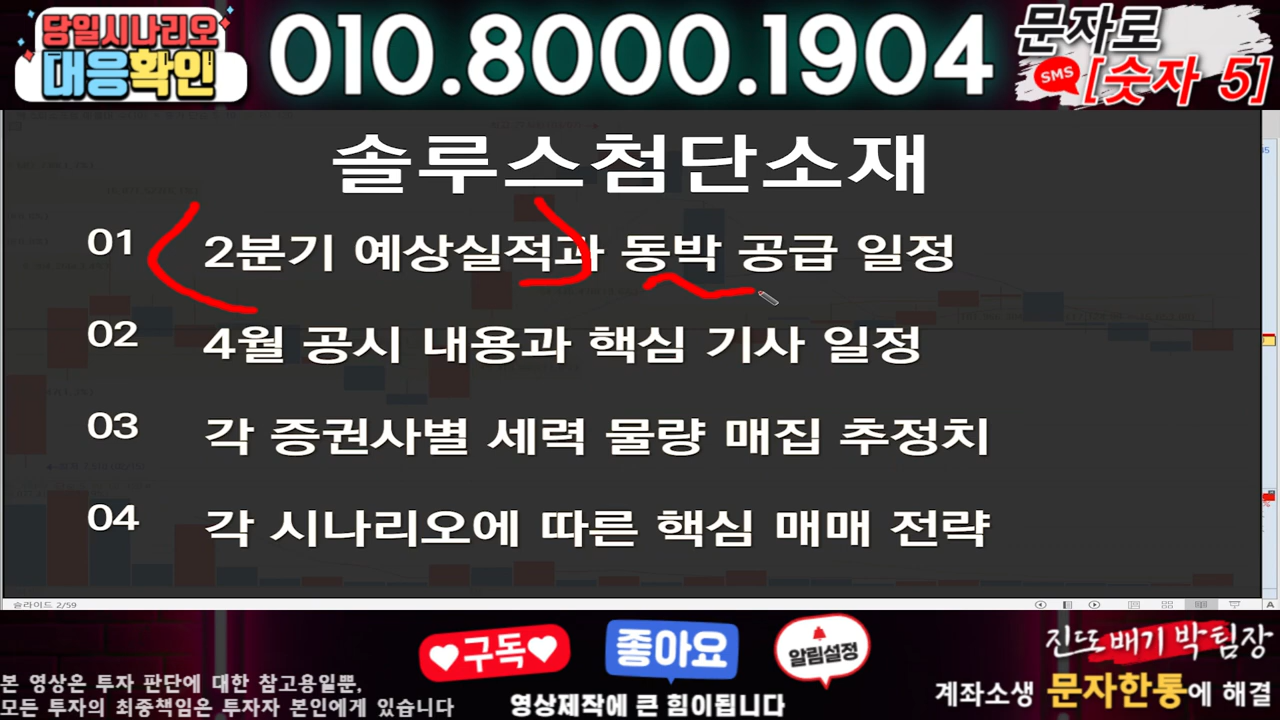 당일시나리오
대응확인
010.8000.1904
문자로
SMS
[숫자 5]
솔루스첨단소재
01 2분기 예상실적과 동박 공급 일정
02 4월 공시 내용과 핵심 기사 일정
03 각 증권사별 세력 물량 매집 추정치
04 각 시나리오에 따른 핵심 매매 전략
슬라이드 2/59
본 영상은 투자 판단에 대한 참고용일뿐,
모든 투자의 최종책임은 투자자 본인에게 있습니다
구독
좋아요
알림설정
영상제작에 큰 힘이됩니다
진또배기 박팀장
계좌소생 문자한통에 해결